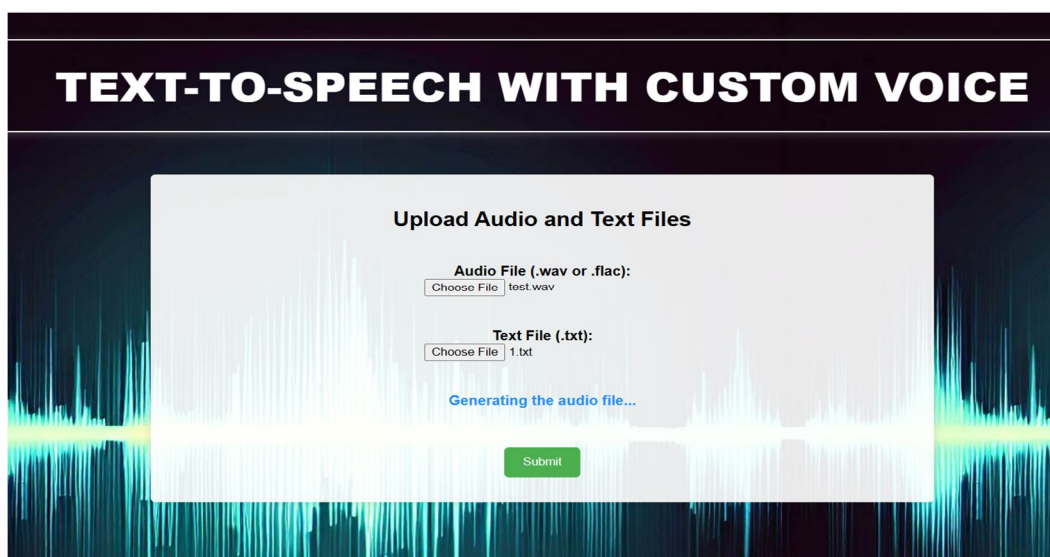 TEXT-TO-SPEECH WITH CUSTOM VOICE
Upload Audio and Text Files
Audio File (.wav or .flac):
Choose File test.wav
Text File (.txt):
Choose File 1.txt
Generating the audio file...
Submit